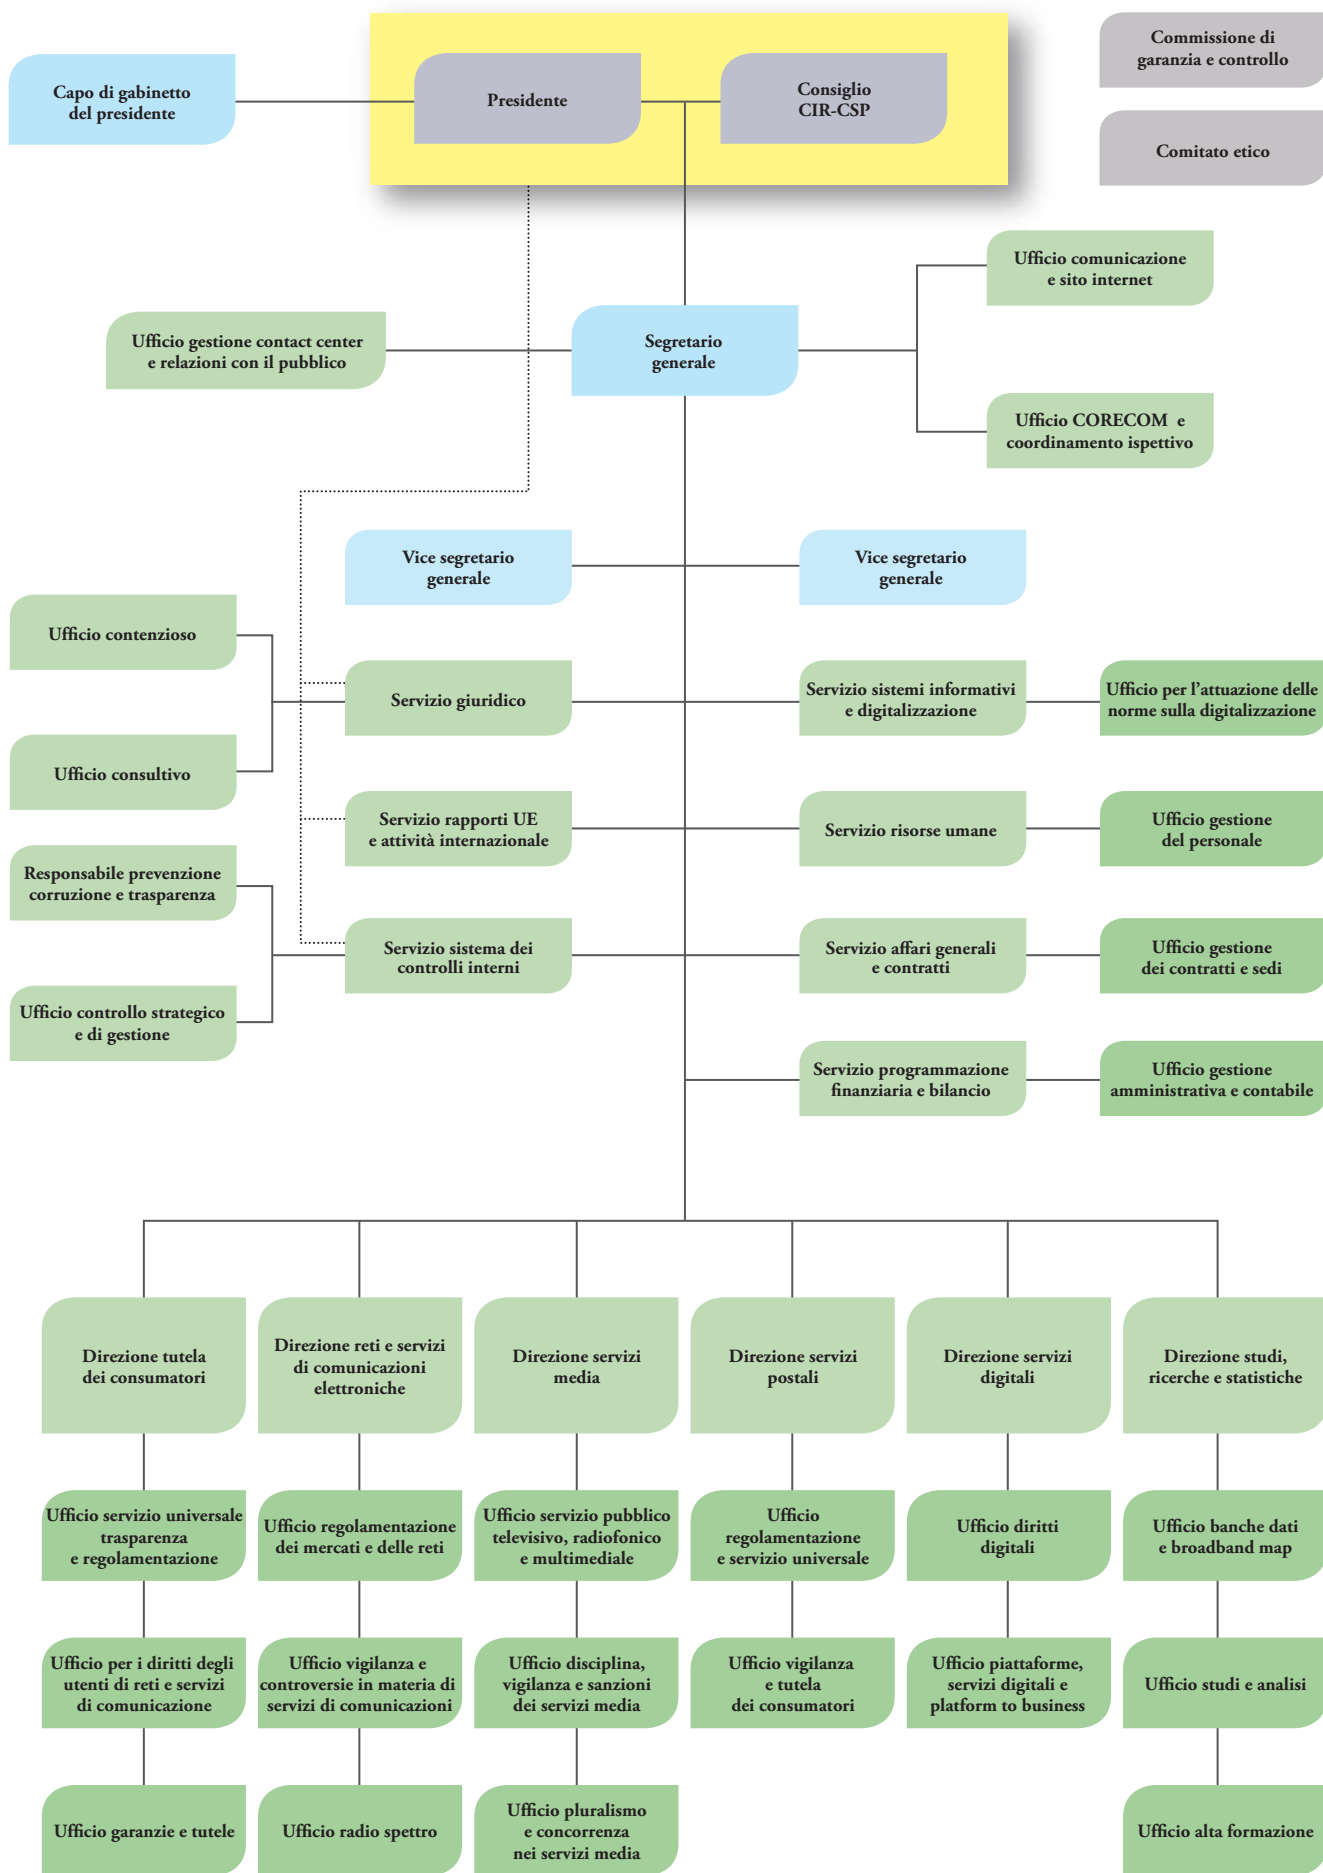 Capo di gabinetto
del presidente
Presidente
Consiglio
CIR-CSP
Commissione di
garanzia e controllo
Comitato etico
Ufficio comunicazione
e sito internet
Ufficio gestione contact center
e relazioni con il pubblico
Segretario
generale
Ufficio CORECOM e
coordinamento ispettivo
Vice segretario
generale
Vice segretario
generale
Ufficio contenzioso
Ufficio consultivo
Servizio giuridico
Servizio sistemi informativi
e digitalizzazione
Ufficio per l'attuazione delle
norme sulla digitalizzazione
Servizio rapporti UE
e attività internazionale
Servizio risorse umane
Ufficio gestione
del personale
Responsabile prevenzione
corruzione e trasparenza
Ufficio controllo strategico
e di gestione
Servizio sistema dei
controlli interni
Servizio affari generali
e contratti
Ufficio gestione
dei contratti e sedi
Servizio programmazione
finanziaria e bilancio
Ufficio gestione
amministrativa e contabile
Direzione tutela
dei consumatori
Direzione reti e servizi
di comunicazioni
elettroniche
Direzione servizi
media
Direzione servizi
postali
Direzione servizi
digitali
Direzione studi,
ricerche e statistiche
Ufficio servizio universale
trasparenza
e regolamentazione
Ufficio regolamentazione
dei mercati e delle reti
Ufficio servizio pubblico
televisivo, radiofonico
e multimediale
Ufficio
regolamentazione
e servizio universale
Ufficio diritti
digitali
Ufficio banche dati
e broadband map
Ufficio per i diritti degli
utenti di reti e servizi
di comunicazione
Ufficio vigilanza e
controversie in materia di
servizi di comunicazioni
Ufficio disciplina,
vigilanza e sanzioni
dei servizi media
Ufficio vigilanza
e tutela
dei consumatori
Ufficio piattaforme,
servizi digitali e
platform to business
Ufficio studi e analisi
Ufficio garanzie e tutele
Ufficio radio spettro
Ufficio pluralismo
e concorrenza
nei servizi media
Ufficio alta formazione